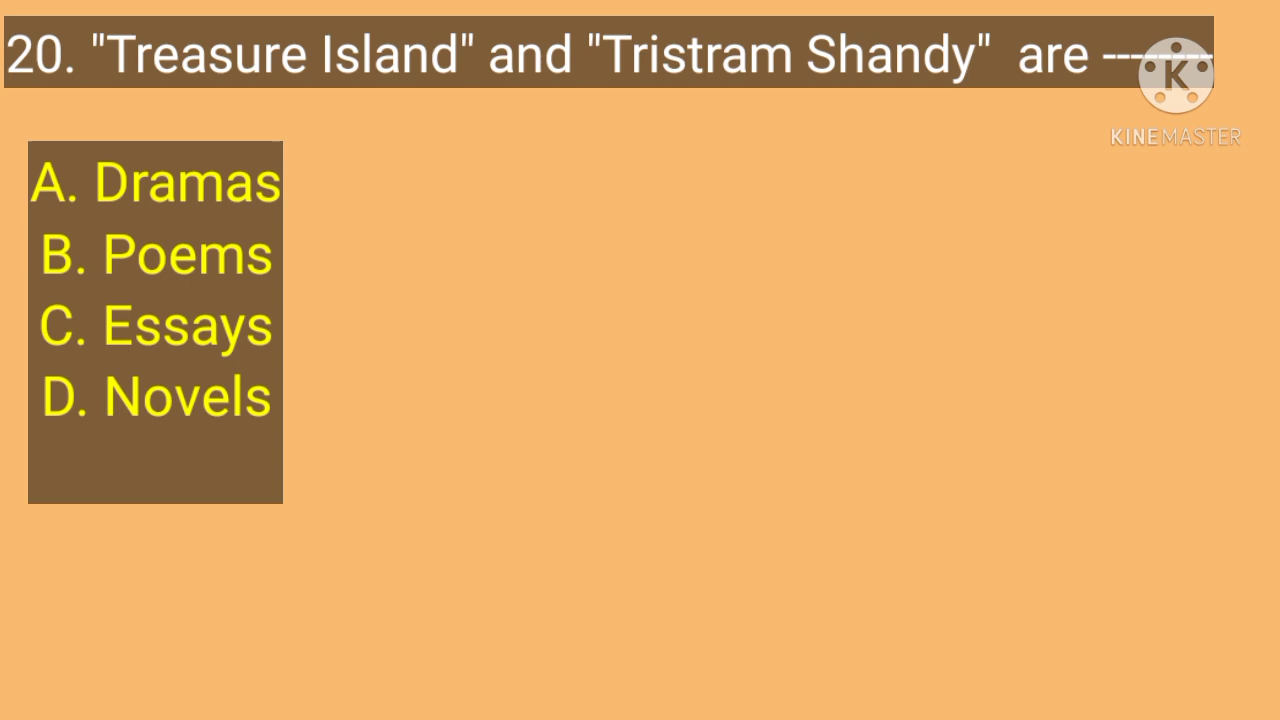 20. "Treasure Island" and "Tristram Shandy"  are -------
K
KINEMASTER
A. Dramas
B. Poems
C. Essays
D. Novels